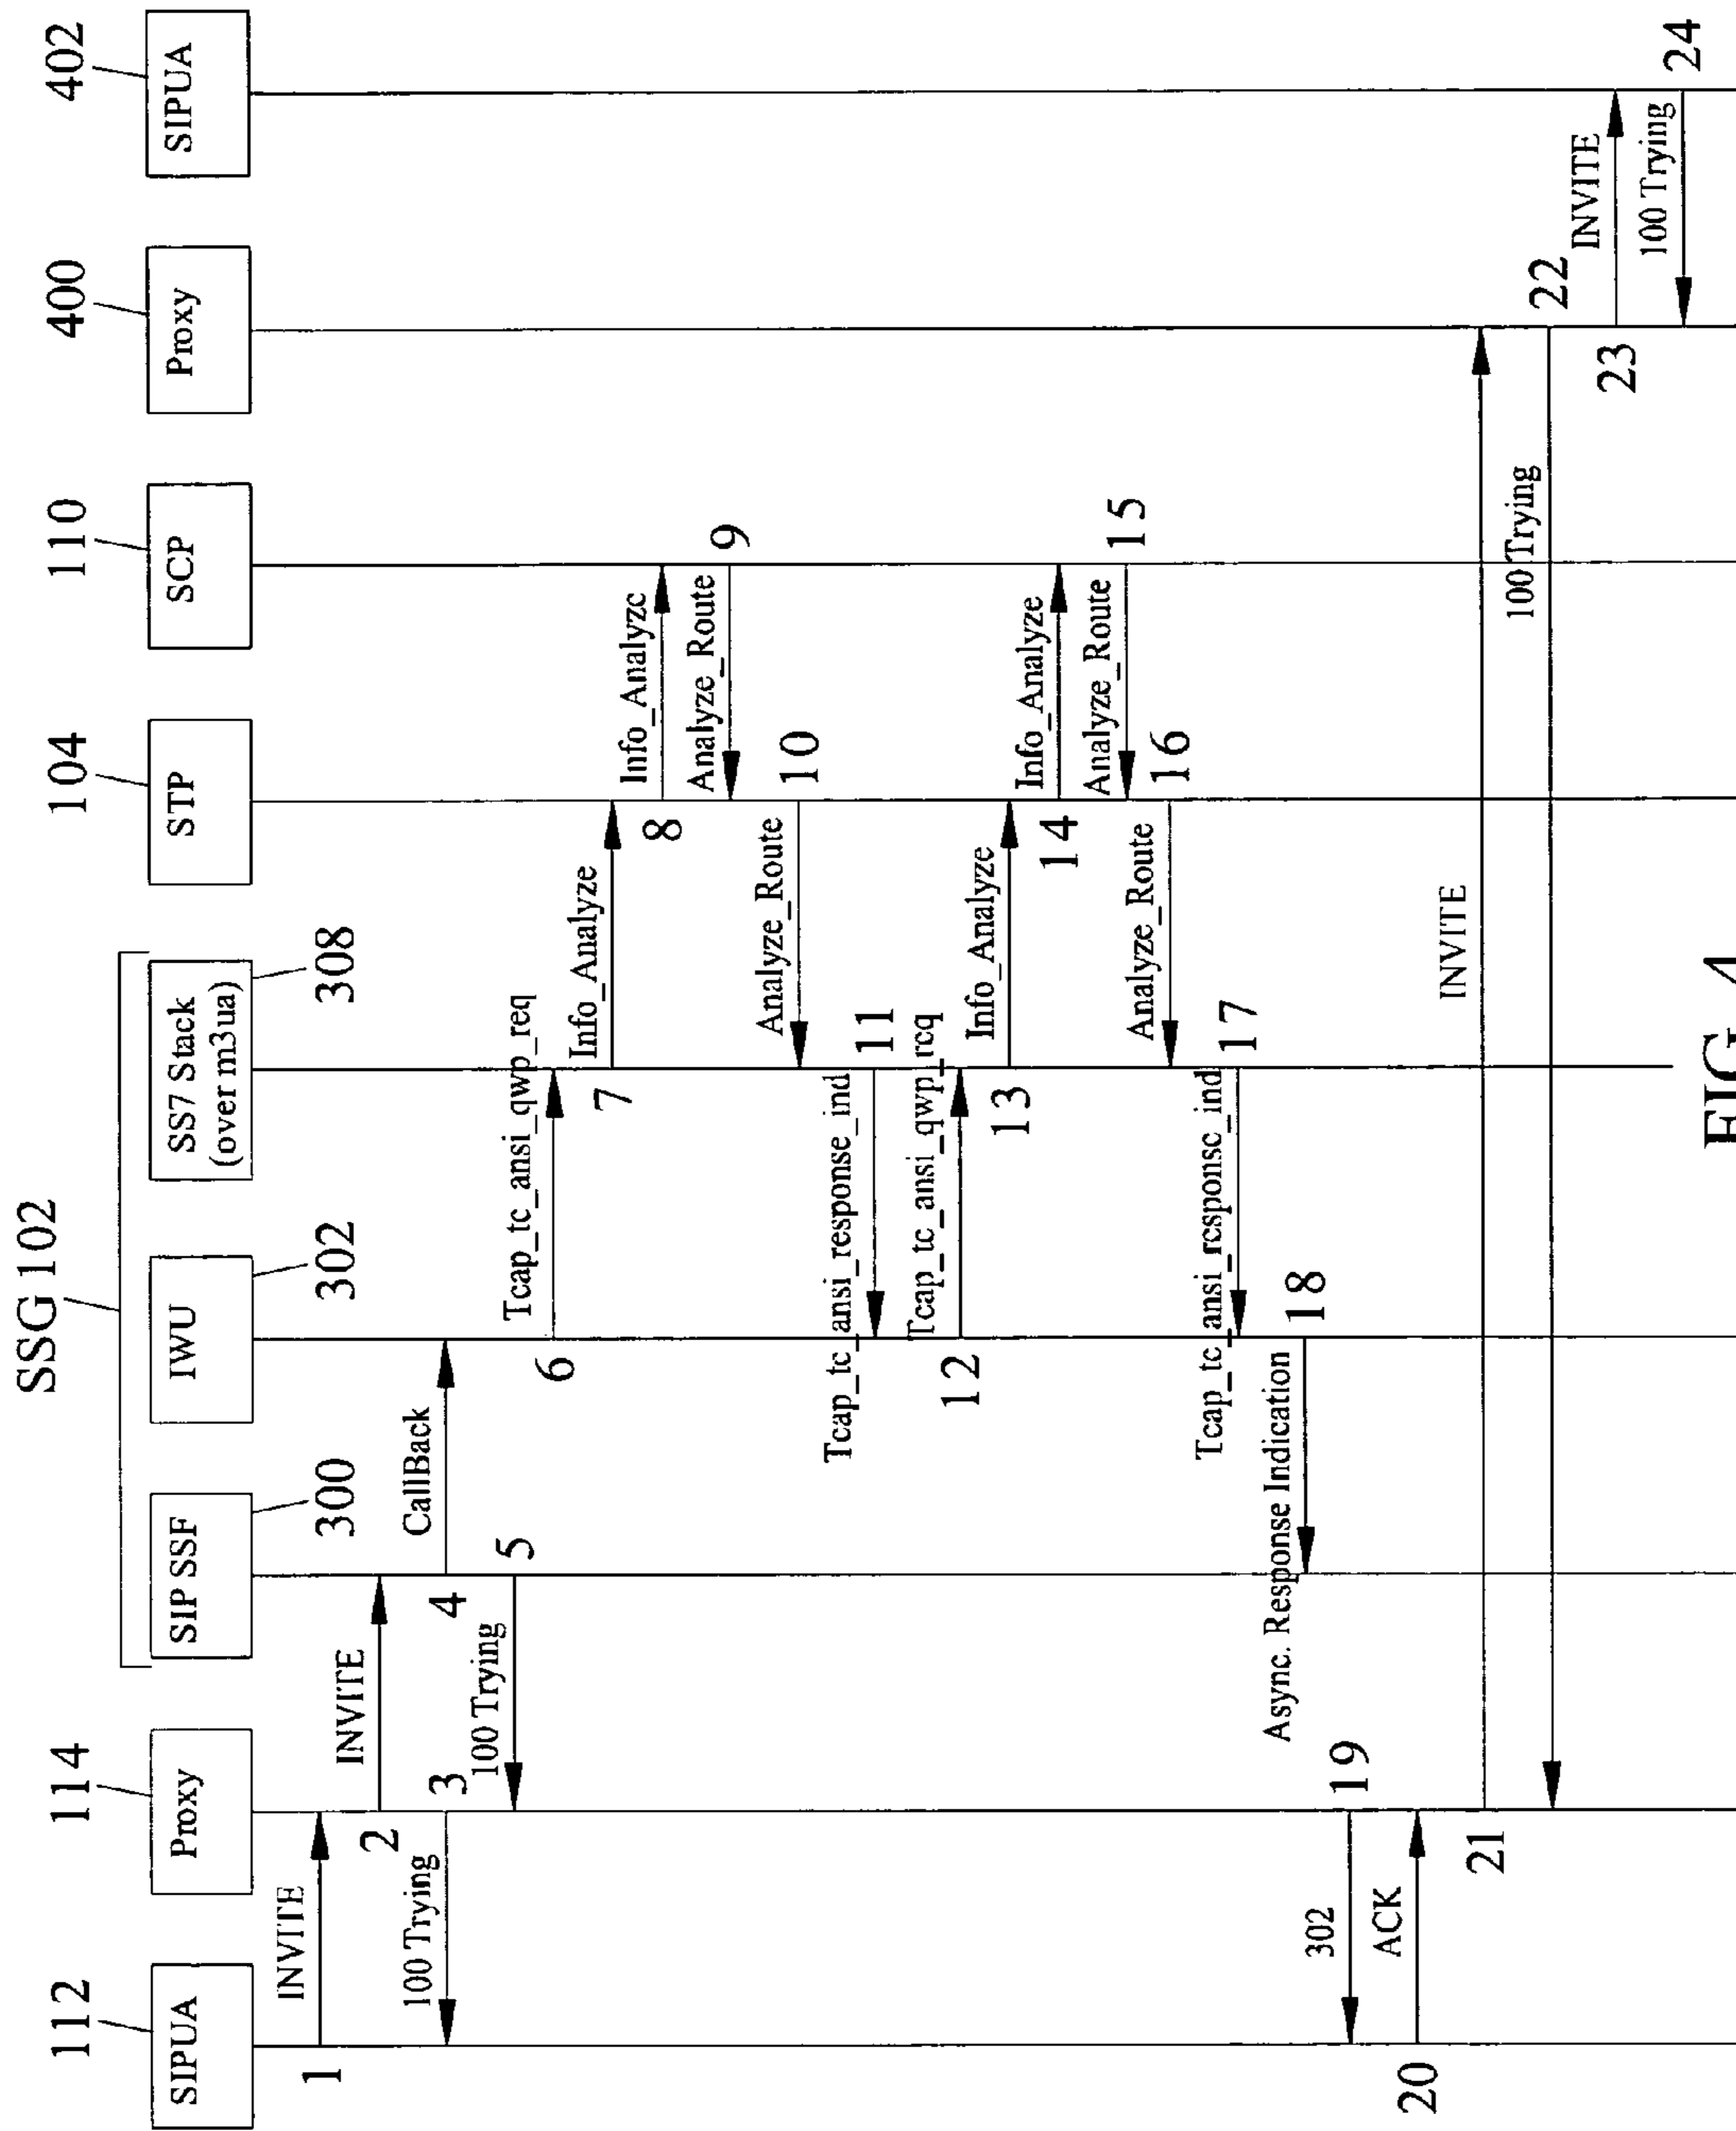 SSG 102
112
114
300
302
308
104
110
400
402
SIPUA
Proxy
SIP SSF
IWU
SS7 Stack
(over m3ua)
STP
SCP
Proxy
SIPUA
INVITE
1
INVITE
2
100 Trying
3
CallBack
4
100 Trying
5
Tcap_tc_ansi_qwp_req
6
Info_Analyze
7
Info_Analyze
8
Analyze_Route
9
Analyze_Route
10
Tcap_tc_ansi_response_ind
11
Tcap_tc_ansi_qwp_req
12
Info_Analyze
13
Info_Analyze
14
Analyze_Route
15
Analyze_Route
16
Tcap_tc_ansi_response_ind
17
Async. Response Indication
18
302
19
ACK
20
INVITE
21
100 Trying
22
INVITE
23
100 Trying
24